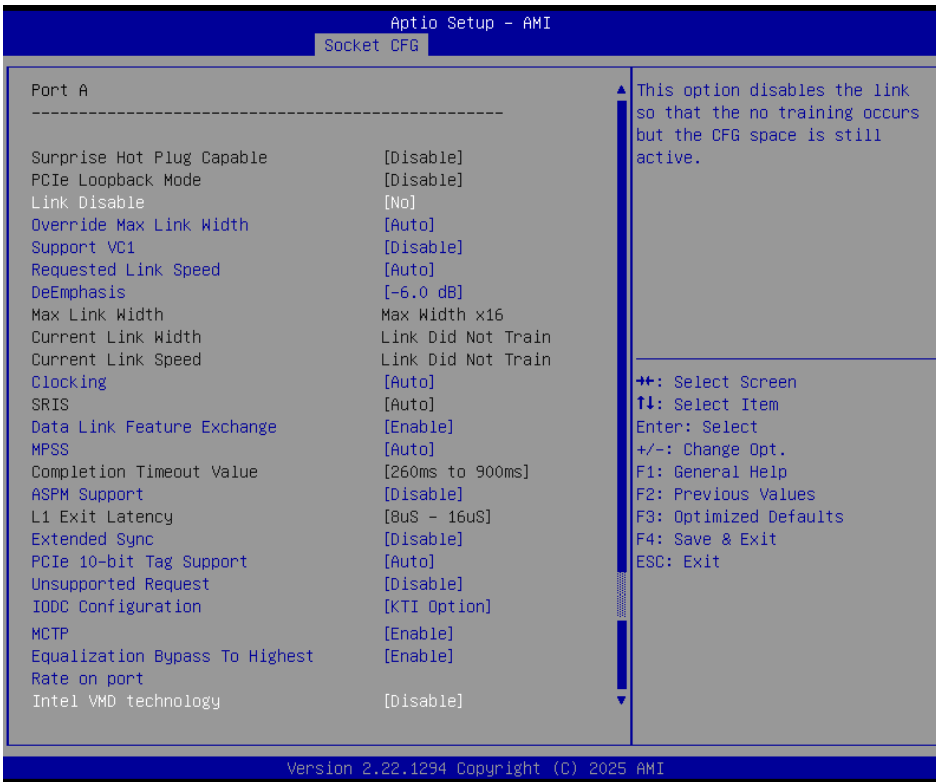 Aptio Setup – AMI
Socket CFG
Port A
--------------------------------------------------
Surprise Hot Plug Capable [Disable]
PCIe Loopback Mode [Disable]
Link Disable [No]
Override Max Link Width [Auto]
Support VC1 [Disable]
Requested Link Speed [Auto]
DeEmphasis [-6.0 dB]
Max Link Width Max Width x16
Current Link Width Link Did Not Train
Current Link Speed Link Did Not Train
Clocking [Auto]
SRIS [Auto]
Data Link Feature Exchange [Enable]
MPSS [Auto]
Completion Timeout Value [260ms to 900ms]
ASPM Support [Disable]
L1 Exit Latency [8uS - 16uS]
Extended Sync [Disable]
PCIe 10-bit Tag Support [Auto]
Unsupported Request [Disable]
IODC Configuration [KTI Option]
MCTP [Enable]
Equalization Bypass To Highest [Enable]
Rate on port
Intel VMD technology [Disable]
This option disables the link
so that the no training occurs
but the CFG space is still
active.
→←: Select Screen
↑↓: Select Item
Enter: Select
+/-: Change Opt.
F1: General Help
F2: Previous Values
F3: Optimized Defaults
F4: Save & Exit
ESC: Exit
Version 2.22.1294 Copyright (C) 2025 AMI